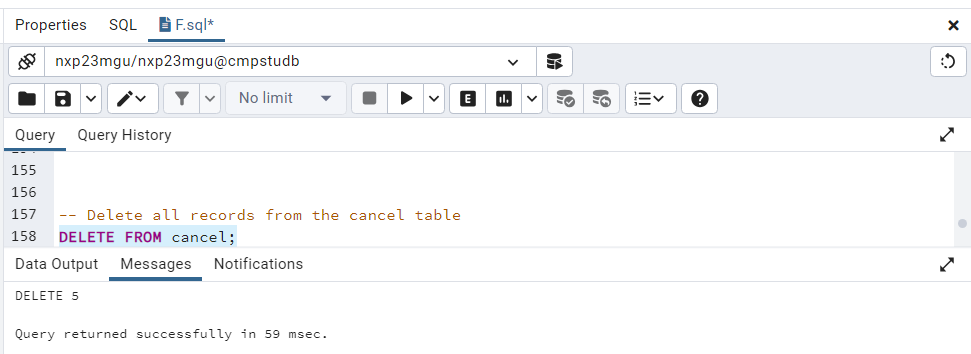 Properties SQL F.sql*
nxp23mgu/nxp23mgu@cmpstudb
No limit E
Query Query History
155
156
157 -- Delete all records from the cancel table
158 DELETE FROM cancel;
Data Output Messages Notifications
DELETE 5
Query returned successfully in 59 msec.